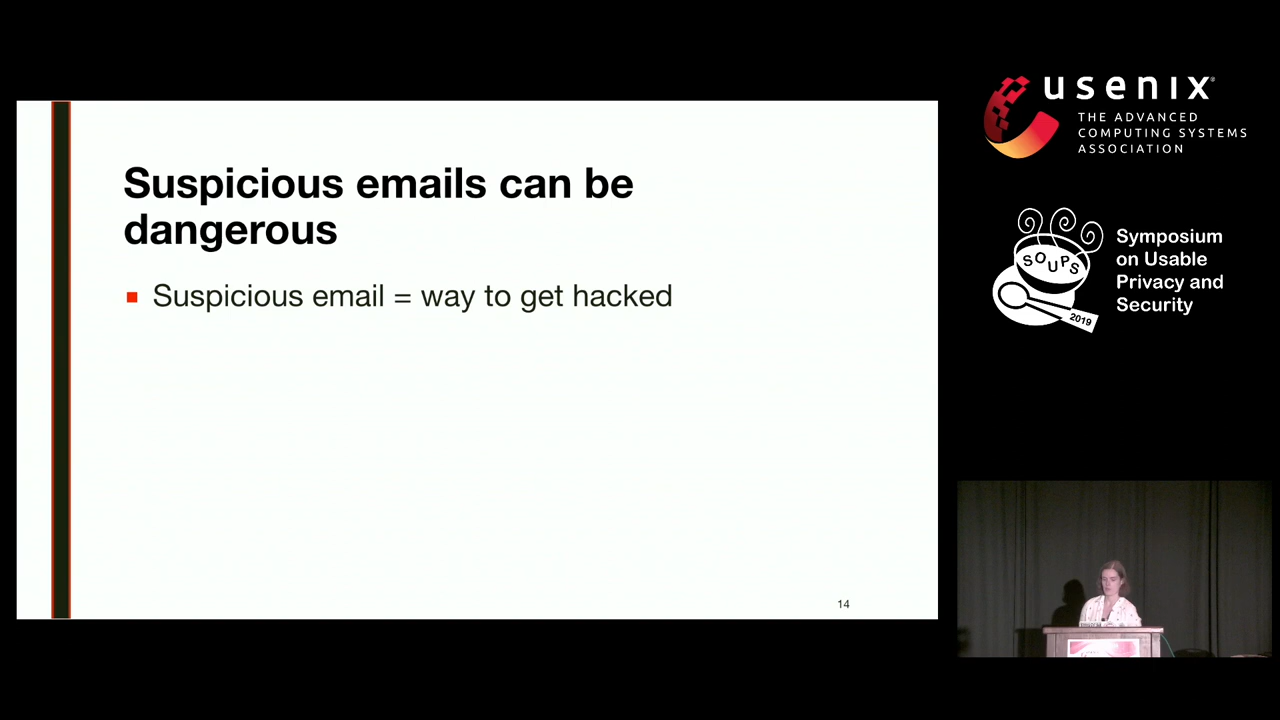 Suspicious emails can be
dangerous
Suspicious email = way to get hacked
14
usenix
THE ADVANCED
COMPUTING SYSTEMS
ASSOCIATION
SOUPS
2019
Symposium
on Usable
Privacy and
Security